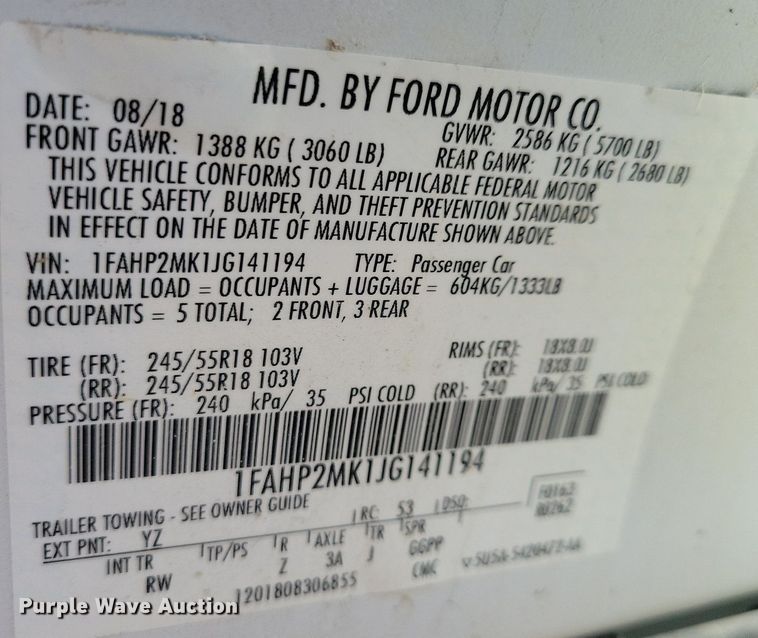 MFD. BY FORD MOTOR CO.
DATE: 08/18 GVWR: 2586 KG ( 5700 LB)
FRONT GAWR: 1388 KG ( 3060 LB) REAR GAWR: 1216 KG ( 2680 LB)
THIS VEHICLE CONFORMS TO ALL APPLICABLE FEDERAL MOTOR
VEHICLE SAFETY, BUMPER, AND THEFT PREVENTION STANDARDS
IN EFFECT ON THE DATE OF MANUFACTURE SHOWN ABOVE.
VIN: 1FAHP2MK1JG141194 TYPE: Passenger Car
MAXIMUM LOAD = OCCUPANTS + LUGGAGE = 604KG/1333LB
OCCUPANTS = 5 TOTAL; 2 FRONT, 3 REAR
TIRE (FR): 245/55R18 103V RIMS (FR): 18X8.0J
(RR): 245/55R18 103V (RR): 18X8.0J
PRESSURE (FR): 240 kPa/ 35 PSI COLD (RR): 240 kPa/ 35 PSI COLD
1FAHP2MK1JG141194
TRAILER TOWING - SEE OWNER GUIDE
EXT PNT: YZ RC: 53 DSO:
INT TR TP/PS R AXLE TR SPR
RW Z 3A J GGPP
1201808306855
Purple Wave Auction